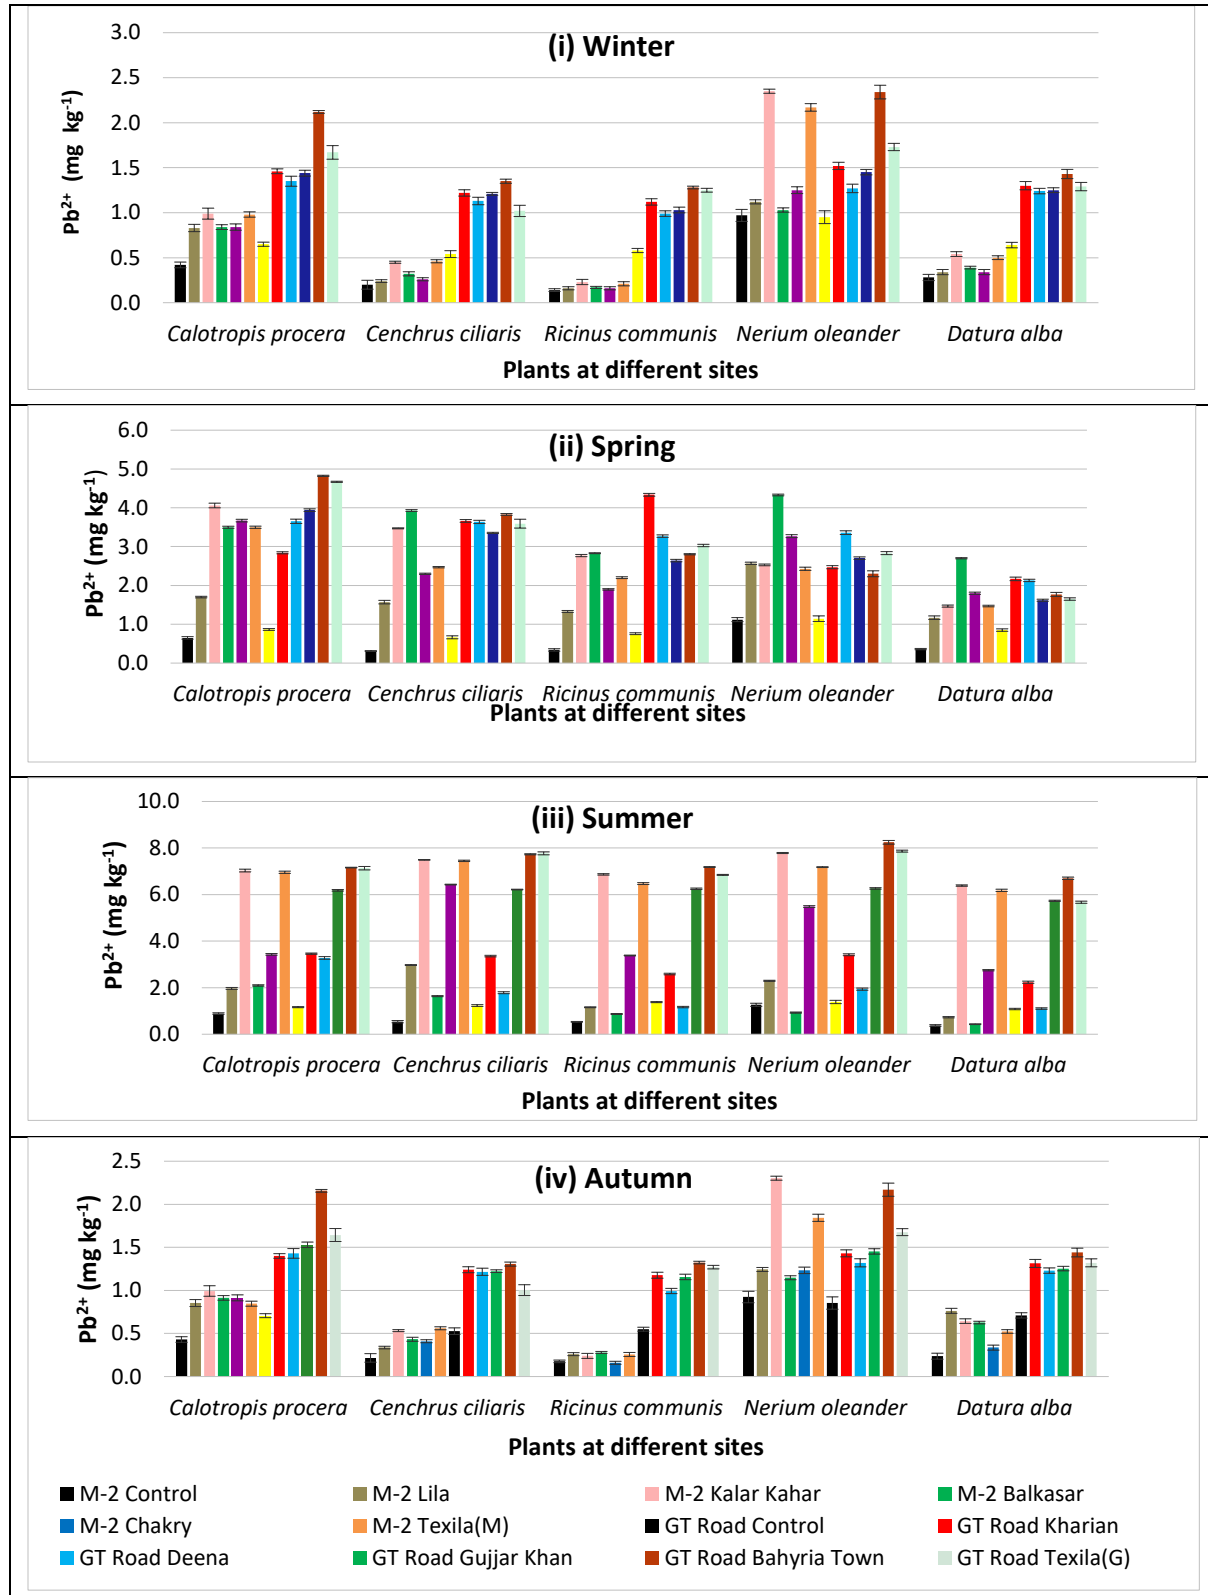 (i) Winter
3.0
2.5
2.0
1.5
1.0
0.5
0.0
Pb2+ (mg kg-1)
Calotropis procera Cenchrus ciliaris Ricinus communis Nerium oleander Datura alba
Plants at different sites
(ii) Spring
6.0
5.0
4.0
3.0
2.0
1.0
0.0
Pb2+ (mg kg-1)
Calotropis procera Cenchrus ciliaris Ricinus communis Nerium oleander Datura alba
Plants at different sites
(iii) Summer
10.0
8.0
6.0
4.0
2.0
0.0
Pb2+ (mg kg-1)
Calotropis procera Cenchrus ciliaris Ricinus communis Nerium oleander Datura alba
Plants at different sites
(iv) Autumn
2.5
2.0
1.5
1.0
0.5
0.0
Pb2+ (mg kg-1)
Calotropis procera Cenchrus ciliaris Ricinus communis Nerium oleander Datura alba
Plants at different sites
M-2 Control M-2 Lila M-2 Kalar Kahar M-2 Balkasar
M-2 Chakry M-2 Texila(M) GT Road Control GT Road Kharian
GT Road Deena GT Road Gujjar Khan GT Road Bahyria Town GT Road Texila(G)